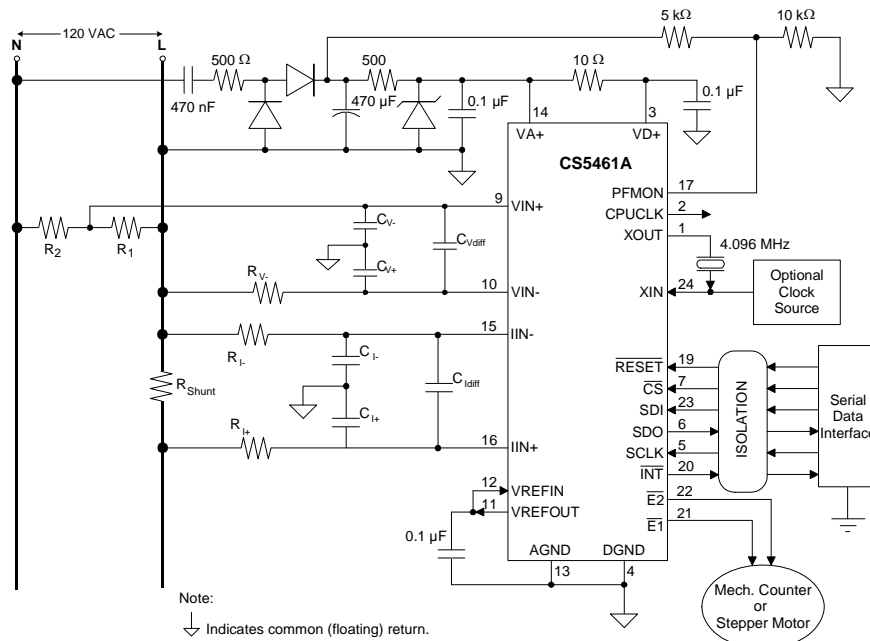 120 VAC
N
L
500 Ω
470 nF
500
470 µF
0.1 µF
5 kΩ
10 kΩ
10 Ω
0.1 µF
14
VA+
3
VD+
CS5461A
9
VIN+
PFMON
17
CPUCLK
2
XOUT
1
4.096 MHz
XIN
24
Optional
Clock
Source
R2
R1
CV-
CV+
CVdiff
RV-
10
VIN-
15
IIN-
RI-
CI-
CI+
CIdiff
RShunt
RI+
16
IIN+
RESET
19
CS
7
SDI
23
SDO
6
SCLK
5
INT
20
ISOLATION
Serial
Data
Interface
E2
22
E1
21
12
VREFIN
11
VREFOUT
0.1 µF
AGND
13
DGND
4
Mech. Counter
or
Stepper Motor
Note:
Indicates common (floating) return.